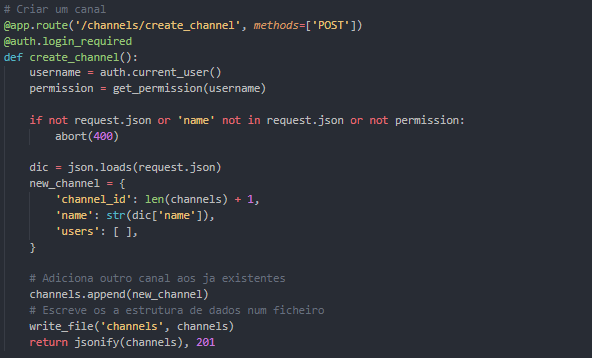 # Criar um canal
@app.route('/channels/create_channel', methods=['POST'])
@auth.login_required
def create_channel():
    username = auth.current_user()
    permission = get_permission(username)

    if not request.json or 'name' not in request.json or not permission:
        abort(400)

    dic = json.loads(request.json)
    new_channel = {
        'channel_id': len(channels) + 1,
        'name': str(dic['name']),
        'users': [ ],
    }

    # Adiciona outro canal aos ja existentes
    channels.append(new_channel)
    # Escreve os a estrutura de dados num ficheiro
    write_file('channels', channels)
    return jsonify(channels), 201